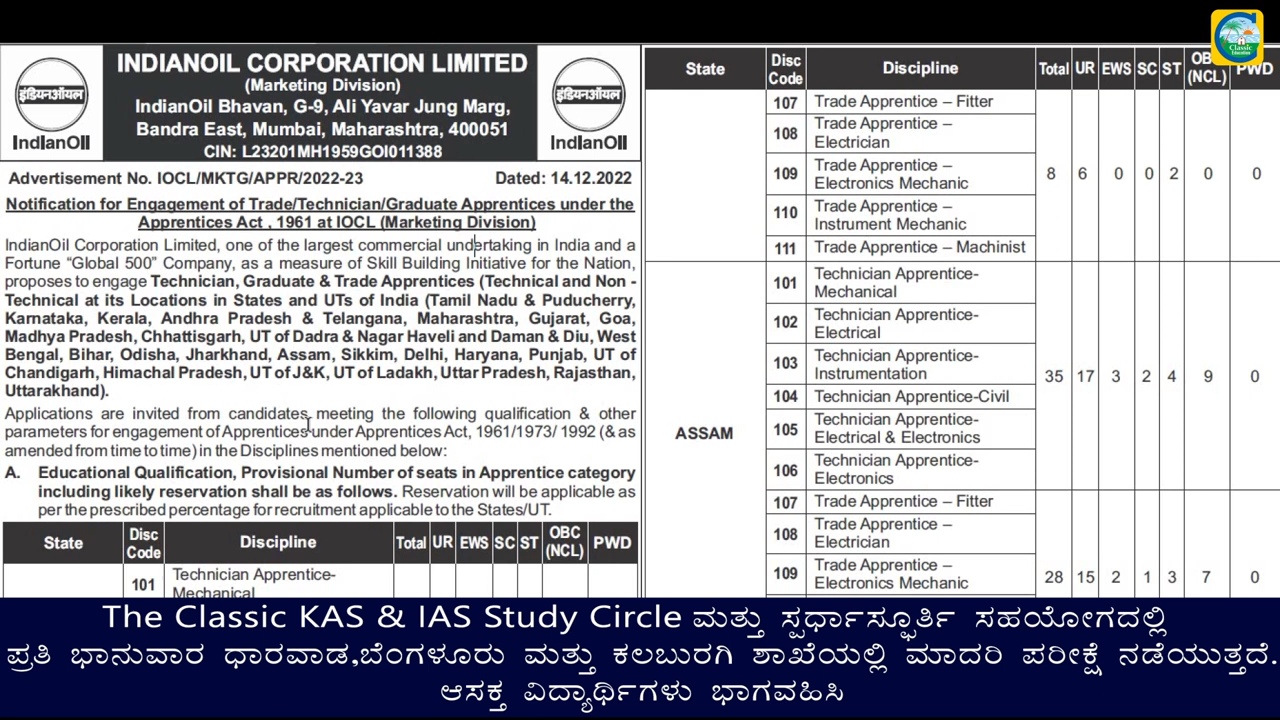 Classic
Education
इंडियनऑयल
IndianOil
INDIANOIL CORPORATION LIMITED
(Marketing Division)
IndianOil Bhavan, G-9, Ali Yavar Jung Marg,
Bandra East, Mumbai, Maharashtra, 400051
CIN: L23201MH1959GOI011388
इंडियनऑयल
IndianOil
Advertisement No. IOCL/MKTG/APPR/2022-23 Dated: 14.12.2022
Notification for Engagement of Trade/Technician/Graduate Apprentices under the
Apprentices Act , 1961 at IOCL (Marketing Division)
IndianOil Corporation Limited, one of the largest commercial undertaking in India and a
Fortune “Global 500” Company, as a measure of Skill Building Initiative for the Nation,
proposes to engage Technician, Graduate & Trade Apprentices (Technical and Non -
Technical at its Locations in States and UTs of India (Tamil Nadu & Puducherry,
Karnataka, Kerala, Andhra Pradesh & Telangana, Maharashtra, Gujarat, Goa,
Madhya Pradesh, Chhattisgarh, UT of Dadra & Nagar Haveli and Daman & Diu, West
Bengal, Bihar, Odisha, Jharkhand, Assam, Sikkim, Delhi, Haryana, Punjab, UT of
Chandigarh, Himachal Pradesh, UT of J&K, UT of Ladakh, Uttar Pradesh, Rajasthan,
Uttarakhand).
Applications are invited from candidates meeting the following qualification & other
parameters for engagement of Apprentices under Apprentices Act, 1961/1973/ 1992 (& as
amended from time to time) in the Disciplines mentioned below:
A. Educational Qualification, Provisional Number of seats in Apprentice category
including likely reservation shall be as follows. Reservation will be applicable as
per the prescribed percentage for recruitment applicable to the States/UT.
State Disc Code Discipline Total UR EWS SC ST OBC (NCL) PWD
101 Technician Apprentice-
Mechanical
State Disc Code Discipline Total UR EWS SC ST OBC (NCL) PWD
107 Trade Apprentice – Fitter
108 Trade Apprentice –
Electrician
109 Trade Apprentice –
Electronics Mechanic
8 6 0 0 2 0 0
110 Trade Apprentice –
Instrument Mechanic
111 Trade Apprentice – Machinist
ASSAM
101 Technician Apprentice-
Mechanical
102 Technician Apprentice-
Electrical
103 Technician Apprentice-
Instrumentation
35 17 3 2 4 9 0
104 Technician Apprentice-Civil
105 Technician Apprentice-
Electrical & Electronics
106 Technician Apprentice-
Electronics
107 Trade Apprentice – Fitter
108 Trade Apprentice –
Electrician
109 Trade Apprentice –
Electronics Mechanic
28 15 2 1 3 7 0
The Classic KAS & IAS Study Circle ಮತ್ತು ಸ್ಪರ್ಧಾಸ್ಫೂರ್ತಿ ಸಹಯೋಗದಲ್ಲಿ
ಪ್ರತಿ ಭಾನುವಾರ ಧಾರವಾಡ,ಬೆಂಗಳೂರು ಮತ್ತು ಕಲಬುರಗಿ ಶಾಖೆಯಲ್ಲಿ ಮಾದರಿ ಪರೀಕ್ಷೆ ನಡೆಯುತ್ತದೆ.
ಆಸಕ್ತ ವಿದ್ಯಾರ್ಥಿಗಳು ಭಾಗವಹಿಸಿ